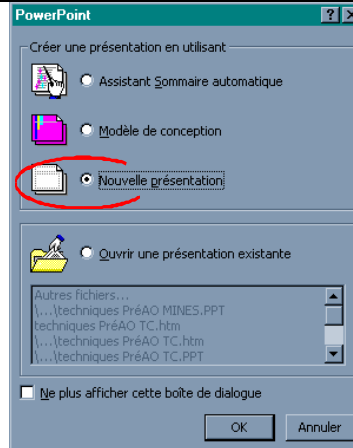 PowerPoint
Créer une présentation en utilisant
Assistant Sommaire automatique
Modèle de conception
Nouvelle présentation
Ouvrir une présentation existante
Autres fichiers...
\...\techniques PréAO MINES.PPT
techniques PréAO TC.htm
\...\techniques PréAO TC.htm
\...\techniques PréAO TC.PPT
Ne plus afficher cette boîte de dialogue
OK Annuler